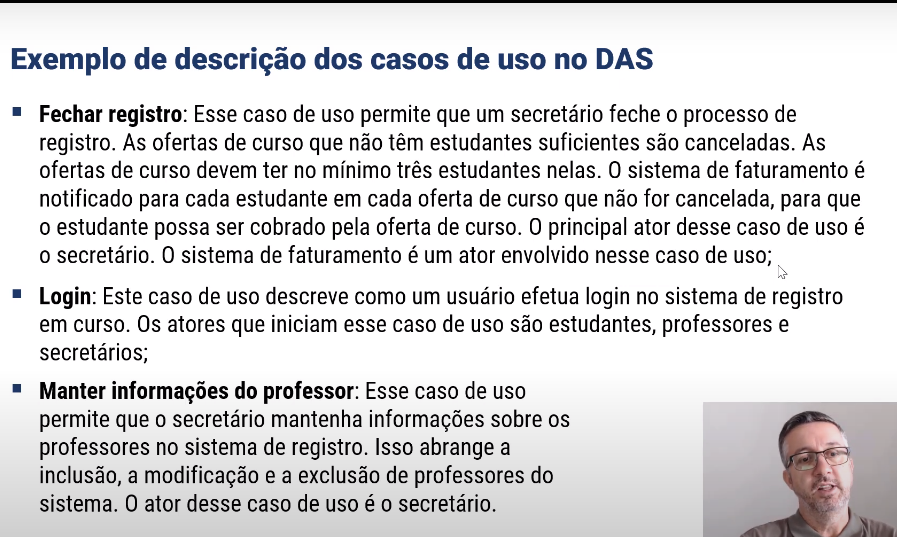 Exemplo de descrição dos casos de uso no DAS
Fechar registro: Esse caso de uso permite que um secretário feche o processo de
registro. As ofertas de curso que não têm estudantes suficientes são canceladas. As
ofertas de curso devem ter no mínimo três estudantes nelas. O sistema de faturamento é
notificado para cada estudante em cada oferta de curso que não for cancelada, para que
o estudante possa ser cobrado pela oferta de curso. O principal ator desse caso de uso é
o secretário. O sistema de faturamento é um ator envolvido nesse caso de uso;
Login: Este caso de uso descreve como um usuário efetua login no sistema de registro
em curso. Os atores que iniciam esse caso de uso são estudantes, professores e
secretários;
Manter informações do professor: Esse caso de uso
permite que o secretário mantenha informações sobre os
professores no sistema de registro. Isso abrange a
inclusão, a modificação e a exclusão de professores do
sistema. O ator desse caso de uso é o secretário.